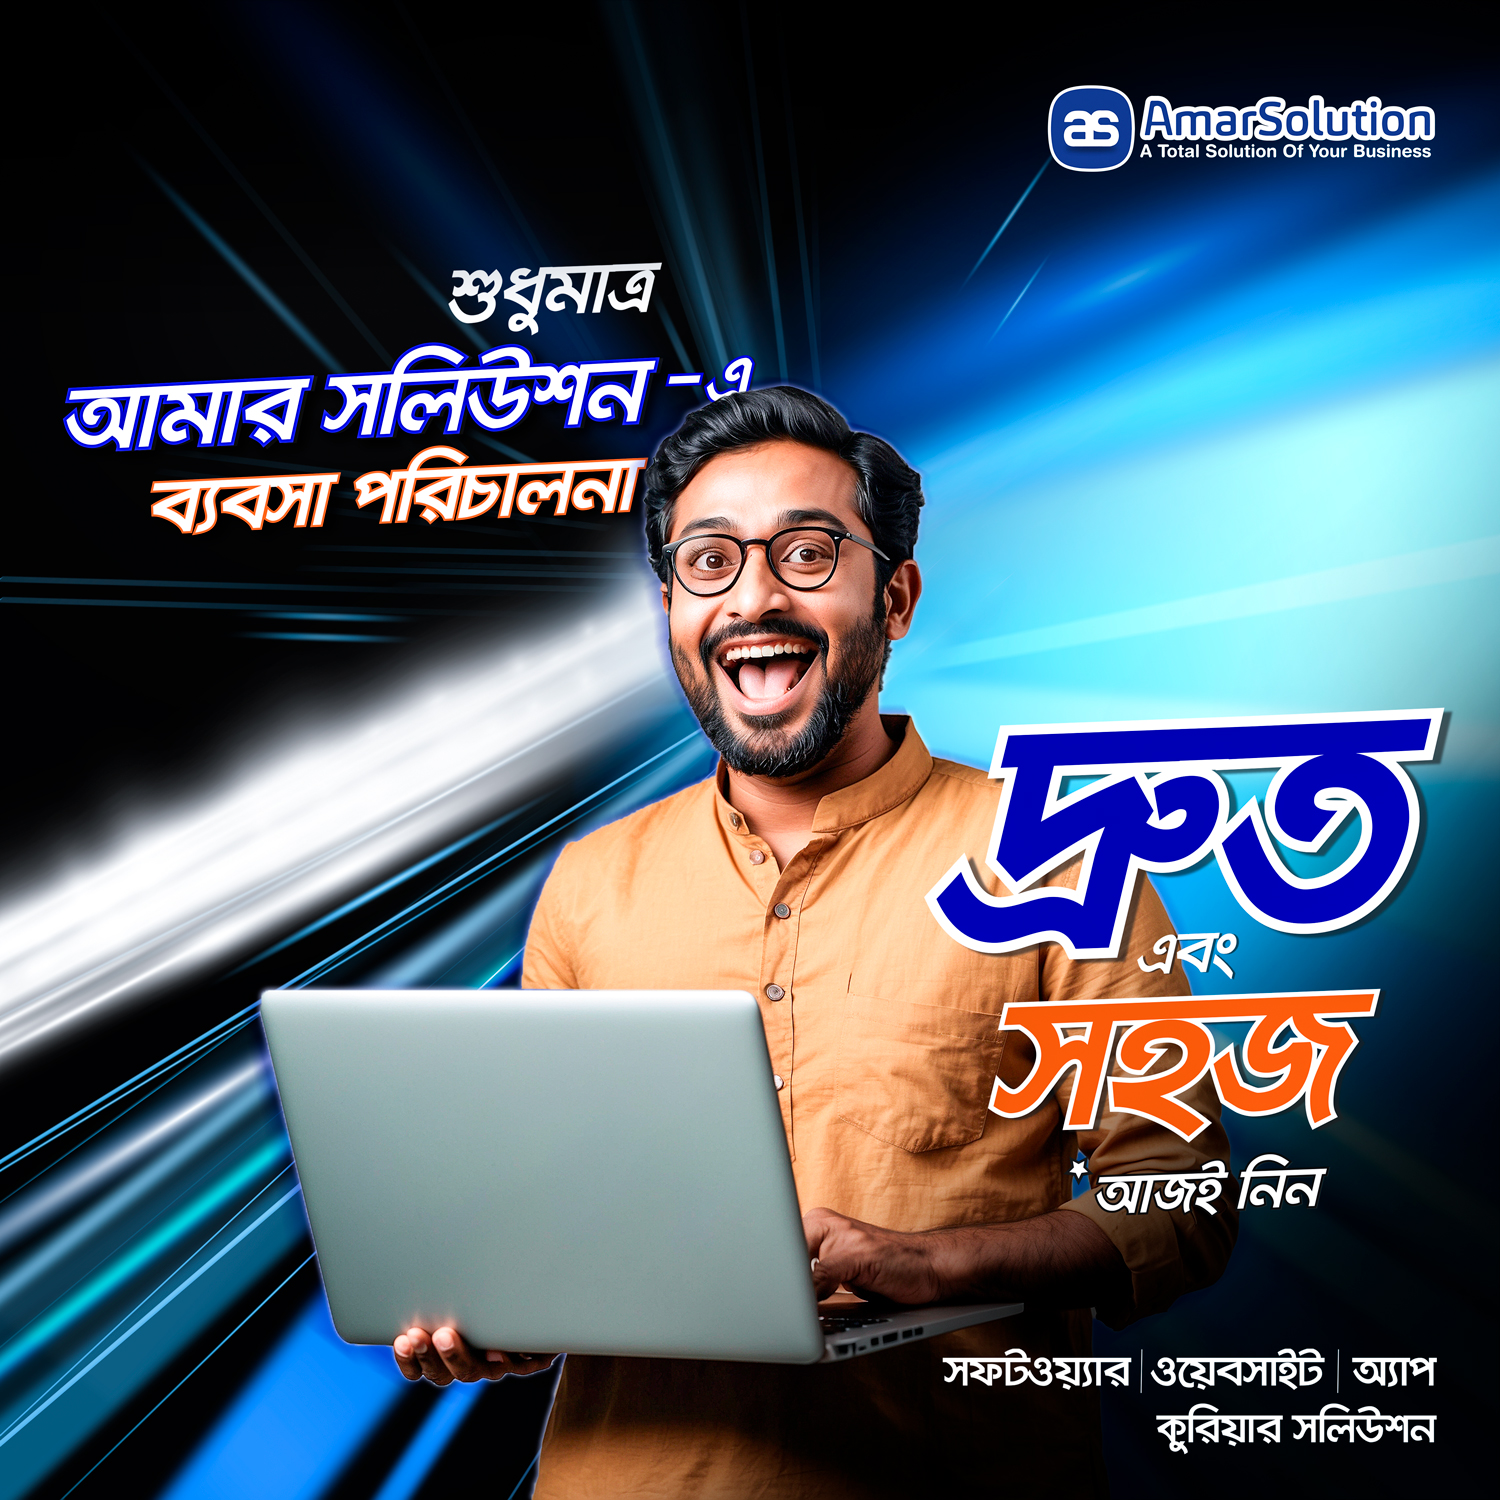 as AmarSolution
A Total Solution Of Your Business
শুধুমাত্র
আমার সলিউশন -এ
ব্যবসা পরিচালনা
দ্রুত
এবং
সহজ
*আজই নিন
সফটওয়্যার | ওয়েবসাইট | অ্যাপ
কুরিয়ার সলিউশন